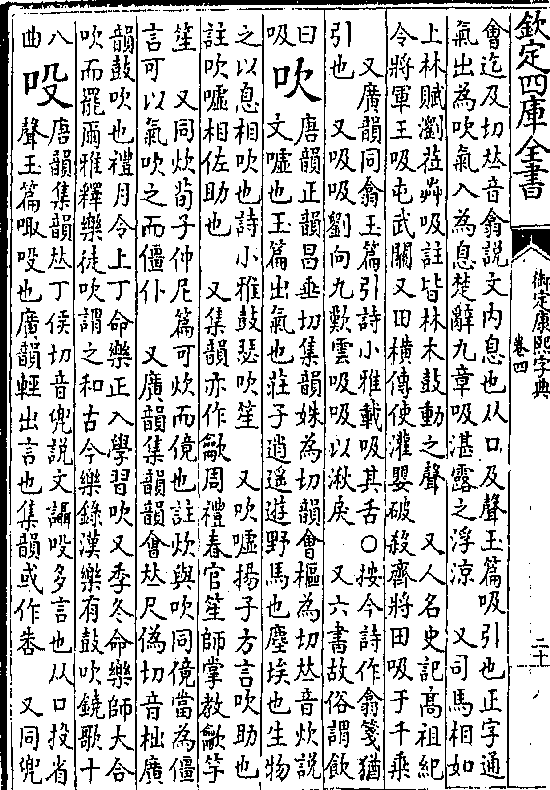 欽定四庫全書
御定康熙字典
卷四
二十
會迄及切𠀤音翕說文内息也从口及聲玉篇吸引也正字通
氣出為吹氣入為息楚辭九章吸湛露之浮涼 又司馬相如
上林賦瀏莅芔吸註皆林木鼓動之聲 又人名史記髙祖紀
令將軍王吸屯武關又田橫傳使灌嬰破殺齊將田吸于千乘
又廣韻同翕玉篇引詩小雅載吸其舌○按今詩作翕箋猶
引也 又吸吸劉向九歎雲吸吸以湫戾 又六書故俗謂飲
曰吹唐韻正韻昌垂切集韻姝為切韻會樞為切𠀤音炊說
吸文噓也玉篇出氣也莊子逍遥遊野馬也塵埃也生物
之以息相吹也詩小雅鼓瑟吹笙 又吹噓揚子方言吹助也
註吹噓相佐助也 又集韻亦作龡周禮春官笙師掌教龡竽
笙 又同炊荀子仲尼篇可炊而傹也註炊與吹同傹當為僵
言可以氣吹之而僵仆 又廣韻集韻韻會𠀤尺偽切音𣐑廣
韻鼓吹也禮月令上丁命樂正入學習吹又季冬命樂師大合
吹而罷爾雅釋樂徒吹謂之和古今樂錄漢樂有鼓吹鐃歌十
八㕻唐韻集韻𠀤丁侯切音兜說文讘㕻多言也从口投省
曲聲玉篇呶㕻也廣韻輕出言也集韻或作𠰍 又同兜